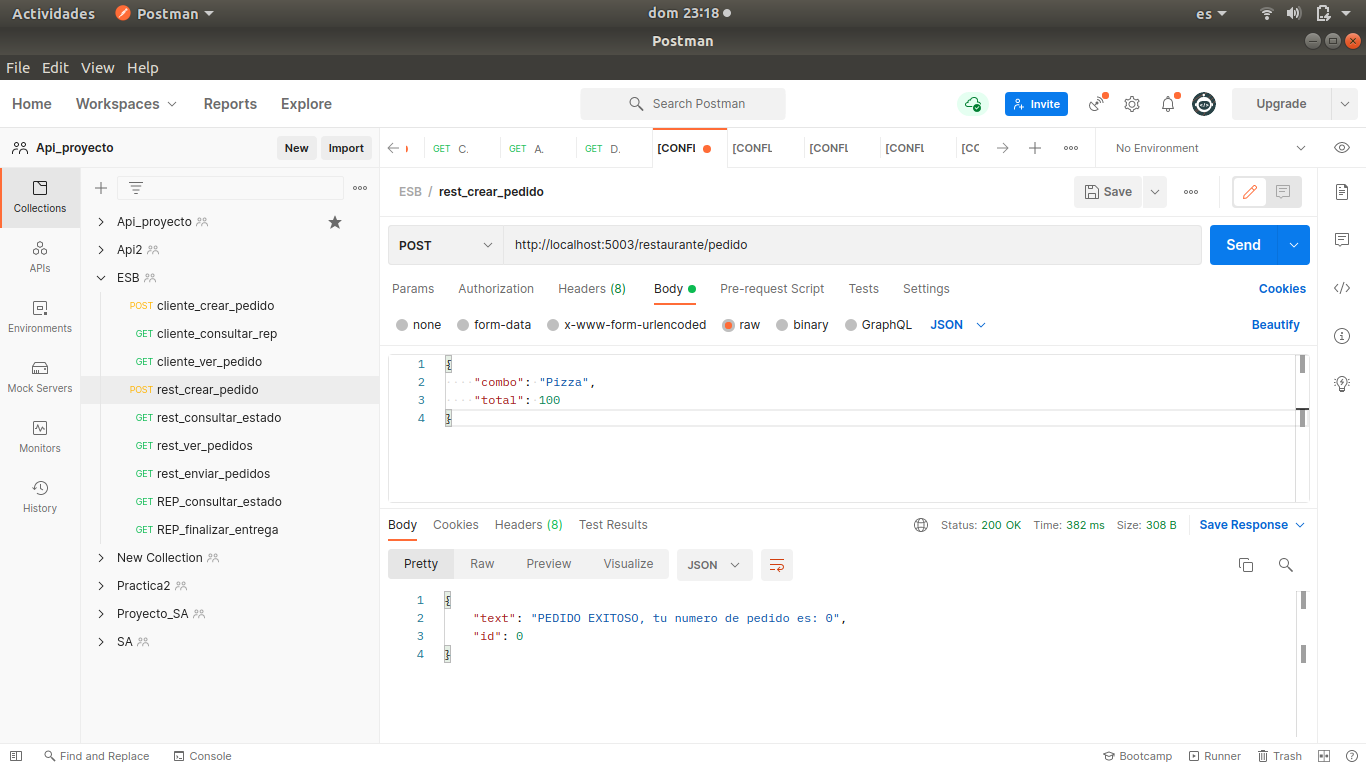 Actividades Postman dom 23:18 es
Postman
File Edit View Help
Home Workspaces Reports Explore Search Postman Invite Upgrade
Api_proyecto New Import GET C. GET A. GET D. [CONFI [CONFL [CONFL [CONFL [CC No Environment
ESB / rest_crear_pedido Save
Collections
APIs
Environments
Mock Servers
Monitors
History
Api_proyecto
Api2
ESB
POST cliente_crear_pedido
GET cliente_consultar_rep
GET cliente_ver_pedido
POST rest_crear_pedido
GET rest_consultar_estado
GET rest_ver_pedidos
GET rest_enviar_pedidos
GET REP_consultar_estado
GET REP_finalizar_entrega
New Collection
Practica2
Proyecto_SA
SA
POST http://localhost:5003/restaurante/pedido Send
Params Authorization Headers (8) Body Pre-request Script Tests Settings Cookies
none form-data x-www-form-urlencoded raw binary GraphQL JSON Beautify
1 {
2 "combo": "Pizza",
3 "total": 100
4 }
Body Cookies Headers (8) Test Results Status: 200 OK Time: 382 ms Size: 308 B Save Response
Pretty Raw Preview Visualize JSON
1 {
2 "text": "PEDIDO EXITOSO, tu numero de pedido es: 0",
3 "id": 0
4 }
Find and Replace Console Bootcamp Runner Trash